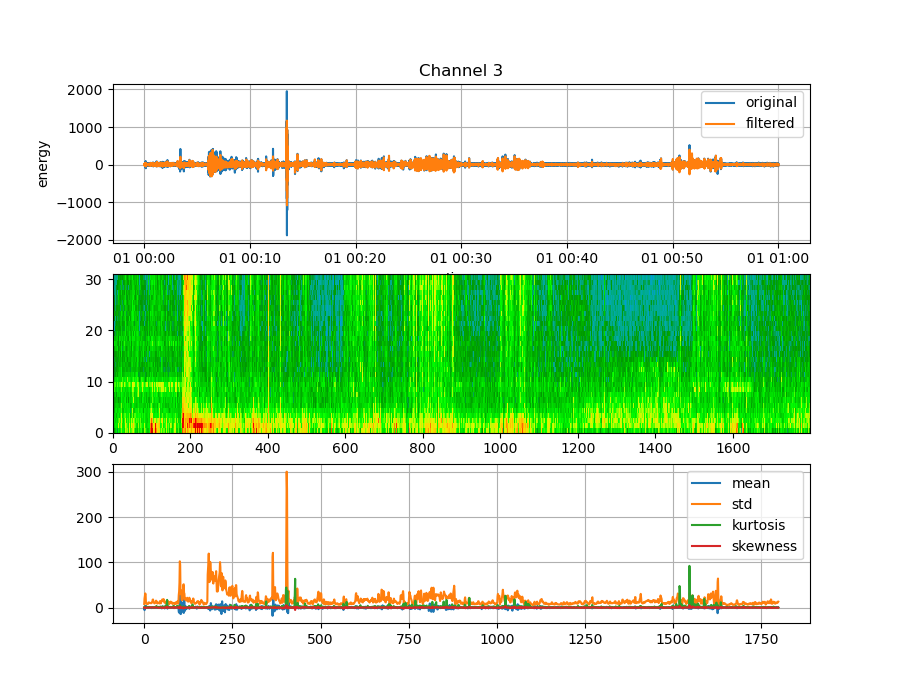 Channel 3
energy
2000
1000
0
−1000
−2000
original
filtered
01 00:00 01 00:10 01 00:20 01 00:30 01 00:40 01 00:50 01 01:00
30
20
10
0
0 200 400 600 800 1000 1200 1400 1600
300
200
100
0
mean
std
kurtosis
skewness
0 250 500 750 1000 1250 1500 1750